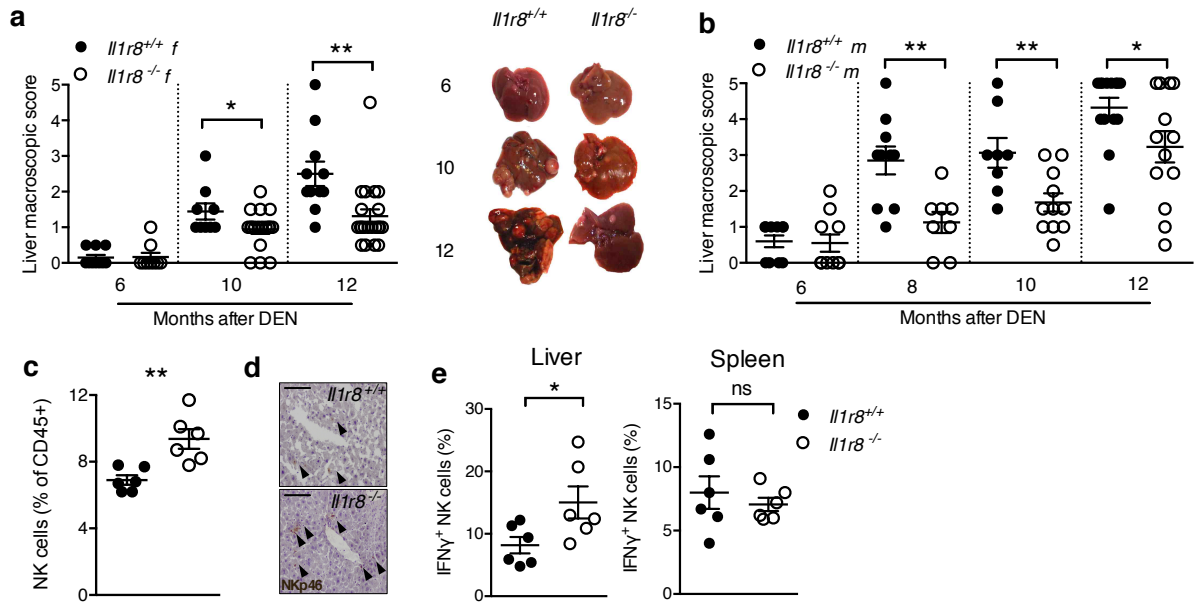 a
Il1r8+/+ f
Il1r8 -/- f
Liver macroscopic score
5
4
3
2
1
0
*
**
6 10 12
Months after DEN
Il1r8+/+ Il1r8-/-
6
10
12
b
Il1r8+/+ m
Il1r8 -/- m
Liver macroscopic score
5
4
3
2
1
0
**
**
*
6 8 10 12
Months after DEN
c
**
NK cells (% of CD45+)
12
9
6
3
0
d
Il1r8+/+
Il1r8-/-
NKp46
e
Liver
*
IFNγ+ NK cells (%)
30
20
10
0
Spleen
ns
IFNγ+ NK cells (%)
15
10
5
0
Il1r8+/+
Il1r8 -/-